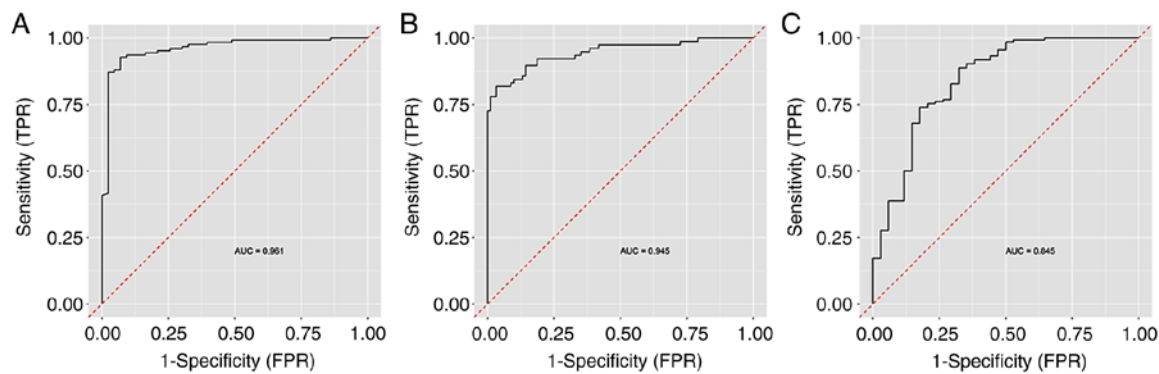 A
1.00
0.75
0.50
0.25
0.00
Sensitivity (TPR)
AUC = 0.961
0.00 0.25 0.50 0.75 1.00
1-Specificity (FPR)
B
1.00
0.75
0.50
0.25
0.00
Sensitivity (TPR)
AUC = 0.945
0.00 0.25 0.50 0.75 1.00
1-Specificity (FPR)
C
1.00
0.75
0.50
0.25
0.00
Sensitivity (TPR)
AUC = 0.845
0.00 0.25 0.50 0.75 1.00
1-Specificity (FPR)